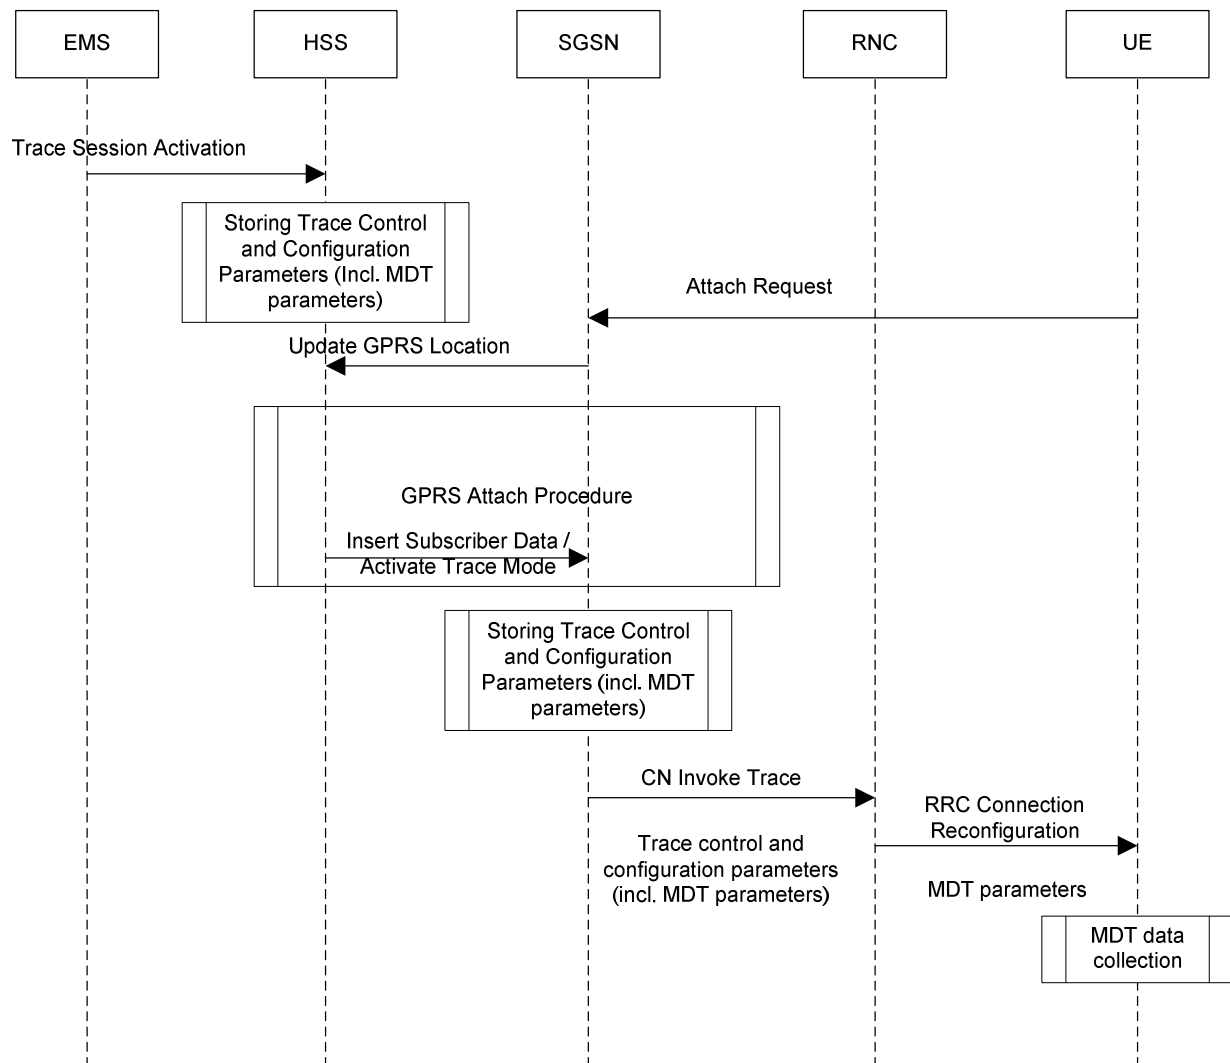 EMS
HSS
SGSN
RNC
UE
Trace Session Activation
Storing Trace Control
and Configuration
Parameters (Incl. MDT
parameters)
Attach Request
Update GPRS Location
GPRS Attach Procedure
Insert Subscriber Data /
Activate Trace Mode
Storing Trace Control
and Configuration
Parameters (incl. MDT
parameters)
CN Invoke Trace
Trace control and
configuration parameters
(incl. MDT parameters)
RRC Connection
Reconfiguration
MDT parameters
MDT data
collection